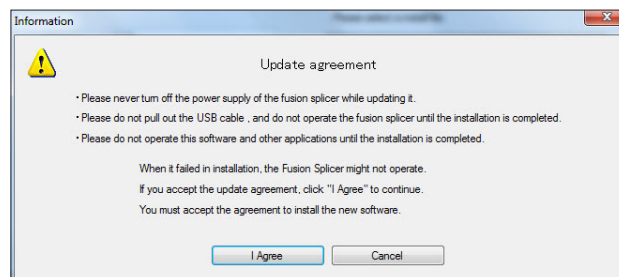 Information
Please select a install file.
Update agreement
・Please never turn off the power supply of the fusion splicer while updating it.
・Please do not pull out the USB cable , and do not operate the fusion splicer until the installation is completed.
・Please do not operate this software and other applications until the installation is completed.
When it failed in installation, the Fusion Splicer might not operate.
If you accept the update agreement, click "I Agree" to continue.
You must accept the agreement to install the new software.
I Agree
Cancel